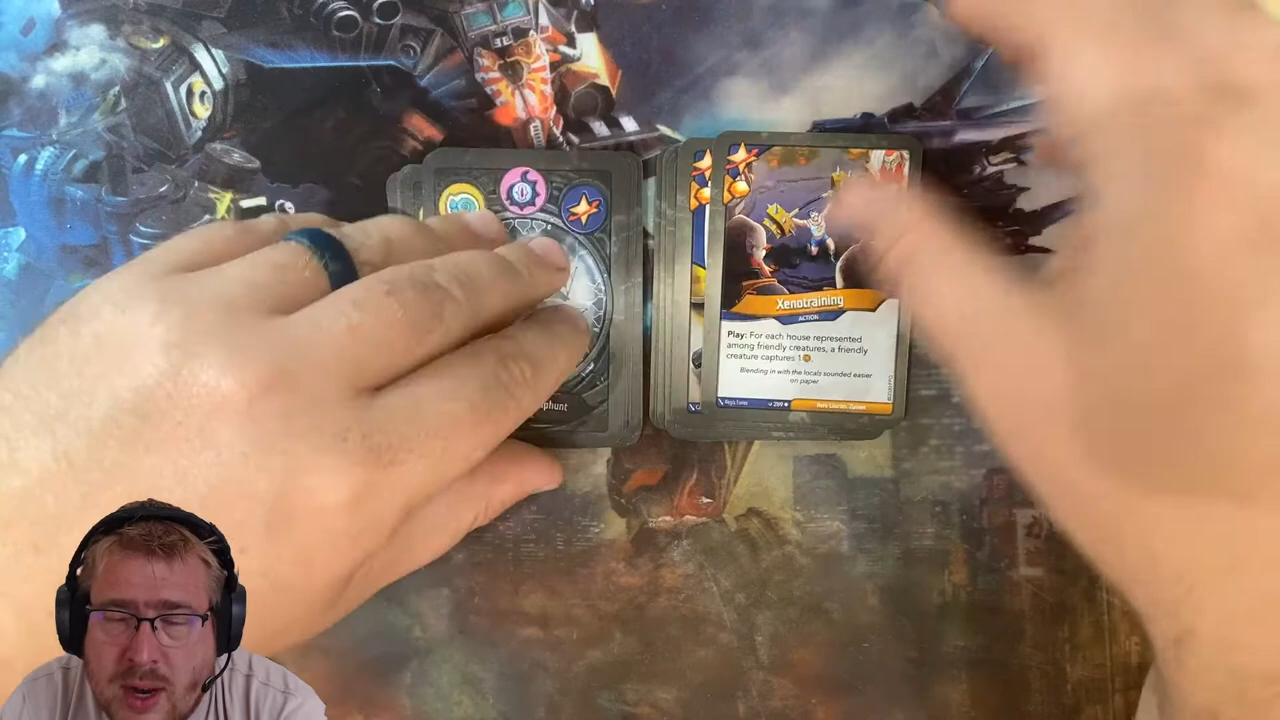 Xenotraining
ACTION
Play: For each house represented
among friendly creatures, a friendly
creature captures 1
Blending in with the locals sounded easier
on paper
289